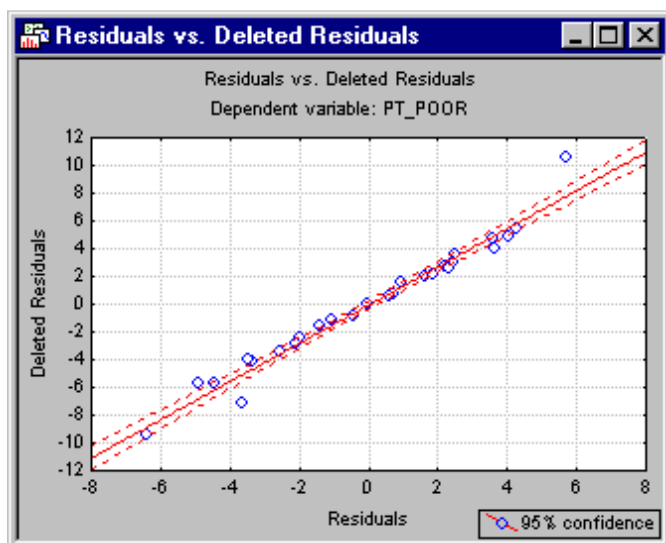 Residuals vs. Deleted Residuals
Residuals vs. Deleted Residuals
Dependent variable: PT_POOR
Deleted Residuals
12
10
8
6
4
2
0
-2
-4
-6
-8
-10
-12
-8 -6 -4 -2 0 2 4 6 8
Residuals
95% confidence